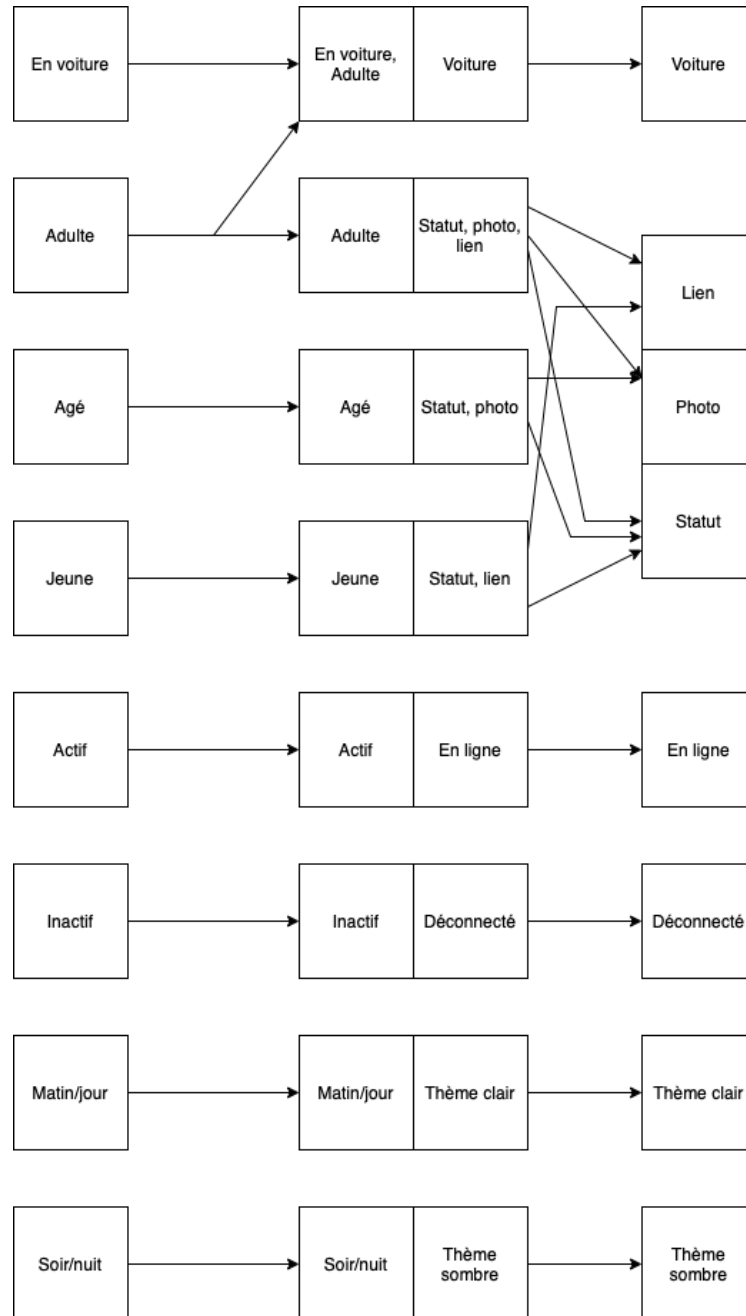 En voiture
En voiture,
Adulte
Voiture
Voiture
Adulte
Adulte
Statut, photo,
lien
Lien
Agé
Agé
Statut, photo
Photo
Statut
Jeune
Jeune
Statut, lien
Actif
Actif
En ligne
En ligne
Inactif
Inactif
Déconnecté
Déconnecté
Matin/jour
Matin/jour
Thème clair
Thème clair
Soir/nuit
Soir/nuit
Thème
sombre
Thème
sombre